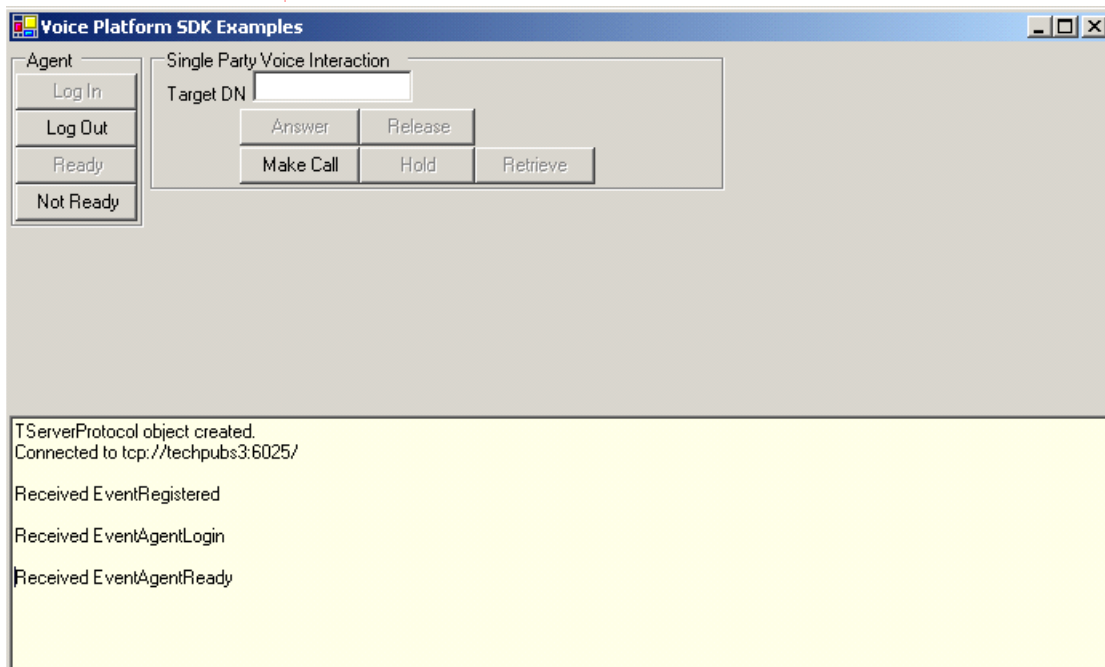 Voice Platform SDK Examples
Agent
Log In
Log Out
Ready
Not Ready
Single Party Voice Interaction
Target DN
Answer Release
Make Call Hold Retrieve
TServerProtocol object created.
Connected to tcp://techpubs3:6025/
Received EventRegistered
Received EventAgentLogin
Received EventAgentReady